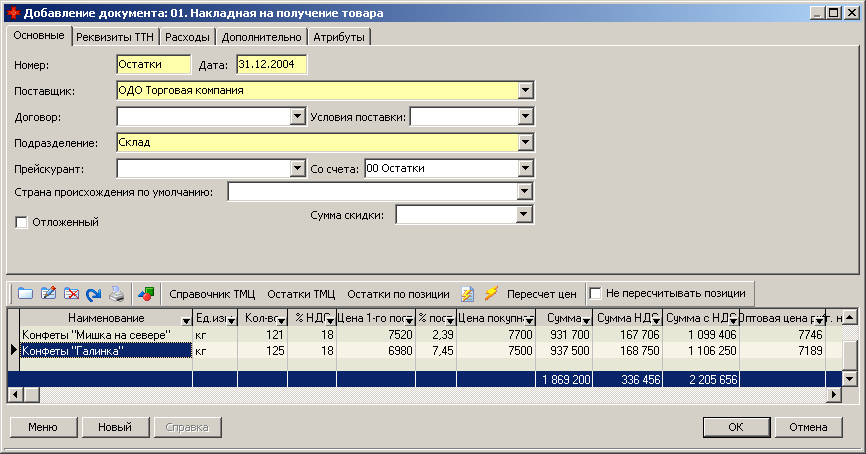 Добавление документа: 01. Накладная на получение товара
Основные Реквизиты ТТН Расходы Дополнительно Атрибуты
Номер: Остатки Дата: 31.12.2004
Поставщик: ОДО Торговая компания
Договор: Условия поставки:
Подразделение: Склад
Прейскурант: Со счета: 00 Остатки
Страна происхождения по умолчанию:
Отложенный Сумма скидки:
Справочник ТМЦ Остатки ТМЦ Остатки по позиции Пересчет цен Не пересчитывать позиции
Наименование Ед.изм Кол-во % НДС Цена 1-го пос % пос Цена покупн Сумма Сумма НДС Сумма с НДС Оптовая цена р т. н
Конфеты "Мишка на севере" кг 121 18 7520 2,39 7700 931 700 167 706 1 099 406 7746
Конфеты "Галинка" кг 125 18 6980 7,45 7500 937 500 168 750 1 106 250 7189
1 869 200 336 456 2 205 656
Меню Новый Справка OK Отмена